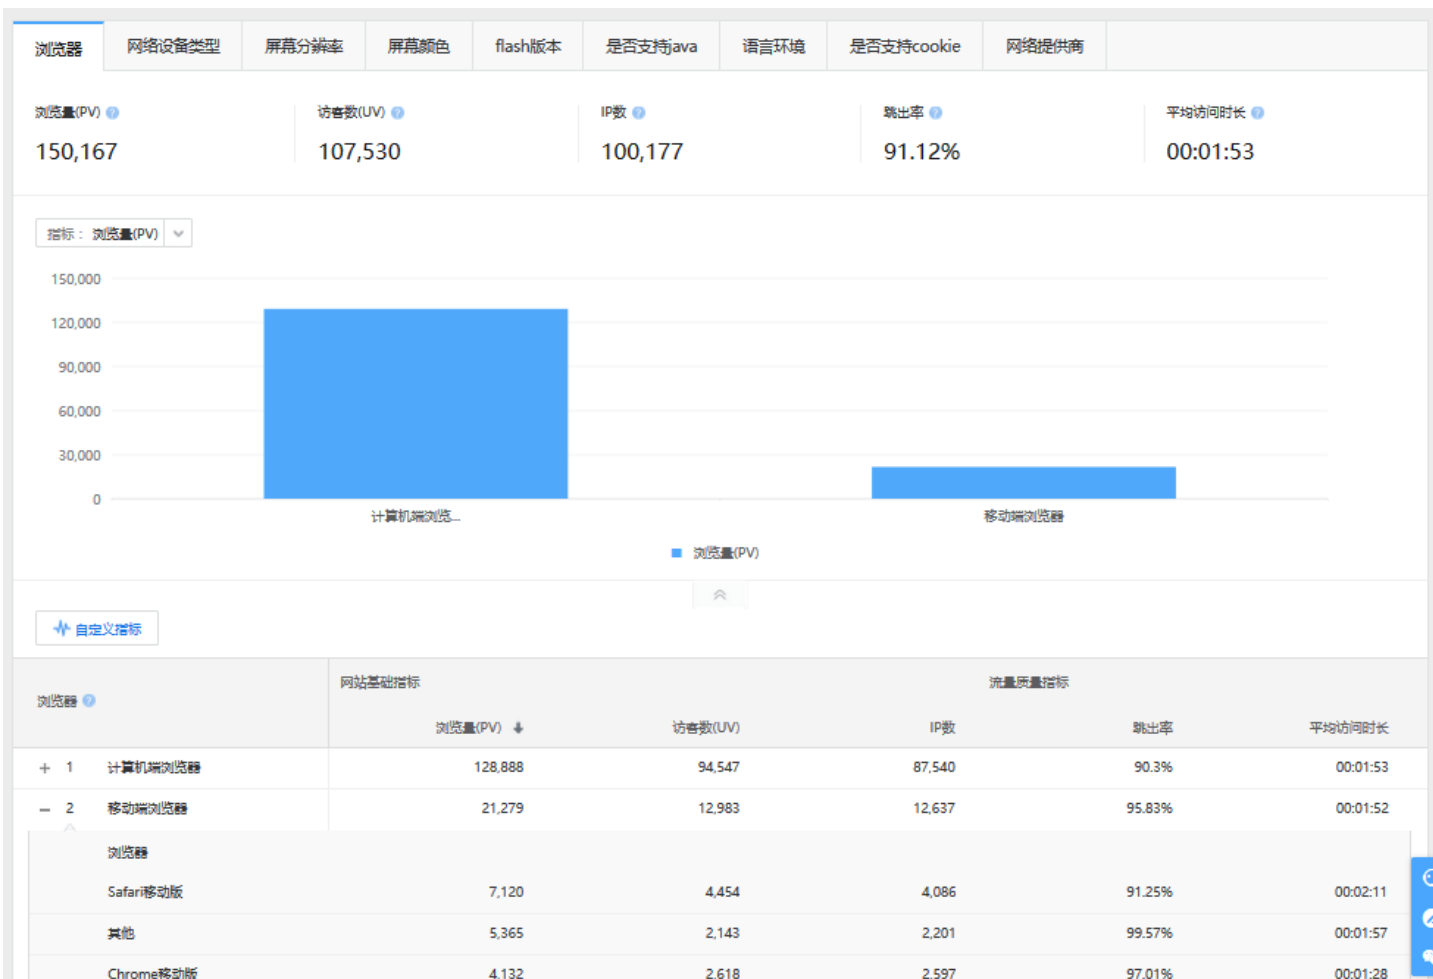 浏览器 网络设备类型 屏幕分辨率 屏幕颜色 flash版本 是否支持java 语言环境 是否支持cookie 网络提供商
浏览量(PV) 访客数(UV) IP数 跳出率 平均访问时长
150,167 107,530 100,177 91.12% 00:01:53
指标： 浏览量(PV)
150,000
120,000
90,000
60,000
30,000
0
计算机端浏览... 移动端浏览器
浏览量(PV)
自定义指标
浏览器 网站基础指标 流量质量指标
浏览量(PV) 访客数(UV) IP数 跳出率 平均访问时长
1 计算机端浏览器 128,888 94,547 87,540 90.3% 00:01:53
2 移动端浏览器 21,279 12,983 12,637 95.83% 00:01:52
浏览器
Safari移动版 7,120 4,454 4,086 91.25% 00:02:11
其他 5,365 2,143 2,201 99.57% 00:01:57
Chrome移动版 4,132 2,618 2,597 97.01% 00:01:28